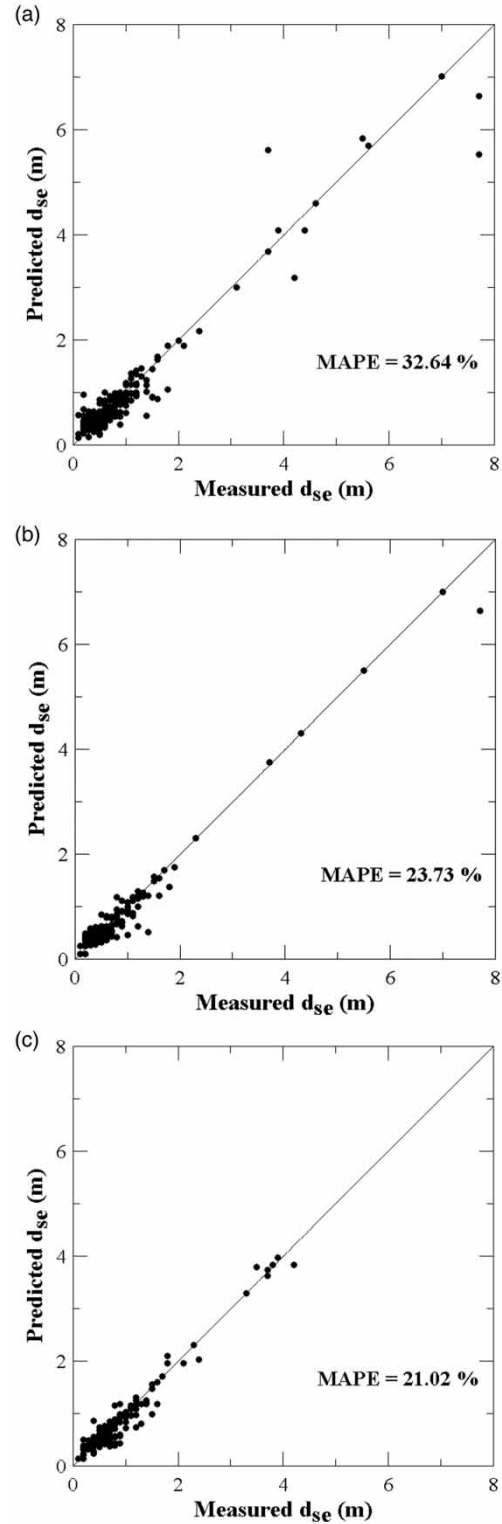 (a)
8
6
4
2
0
Predicted dse (m)
MAPE = 32.64 %
0 2 4 6 8
Measured dse (m)
(b)
8
6
4
2
0
Predicted dse (m)
MAPE = 23.73 %
0 2 4 6 8
Measured dse (m)
(c)
8
6
4
2
0
Predicted dse (m)
MAPE = 21.02 %
0 2 4 6 8
Measured dse (m)